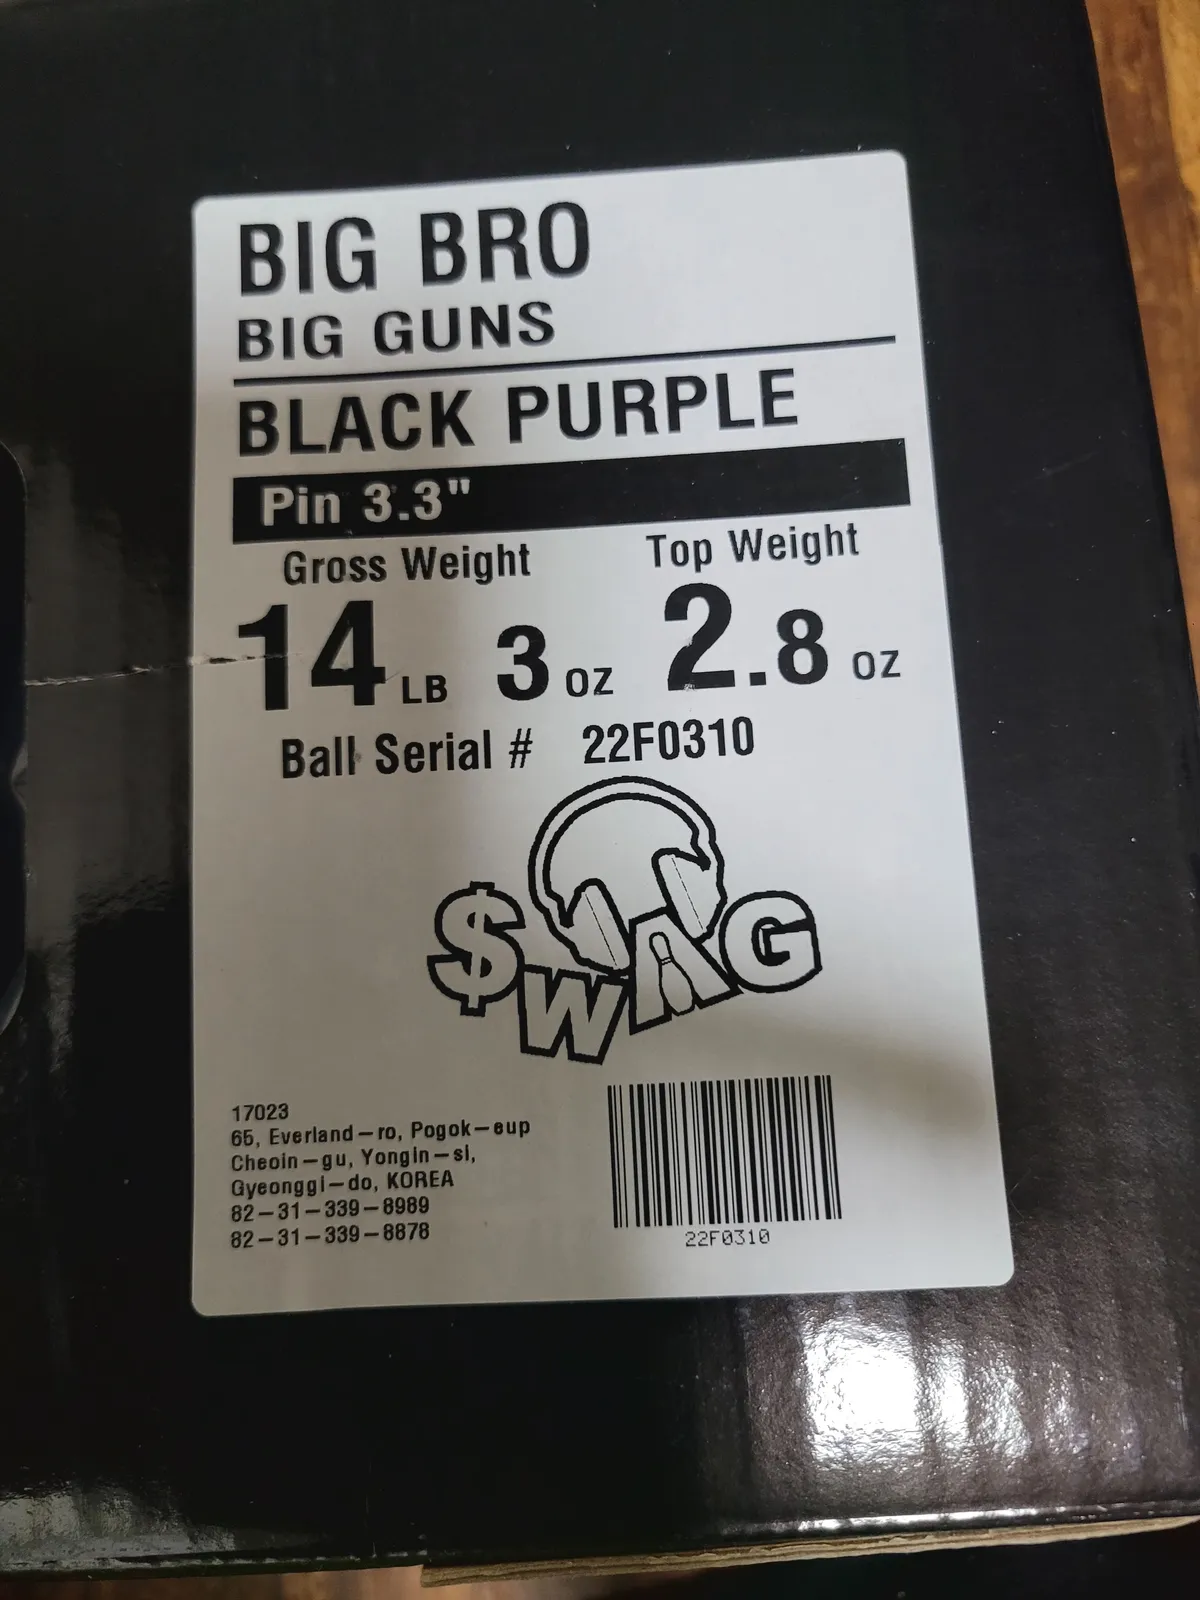 BIG BRO
BIG GUNS
BLACK PURPLE
Pin 3.3"
Gross Weight Top Weight
14 LB 3 OZ 2.8 OZ
Ball Serial # 22F0310
$WAG
17023
65, Everland-ro, Pogok-eup
Cheoin-gu, Yongin-si,
Gyeonggi-do, KOREA
82-31-339-8989
82-31-339-8878
22F0310